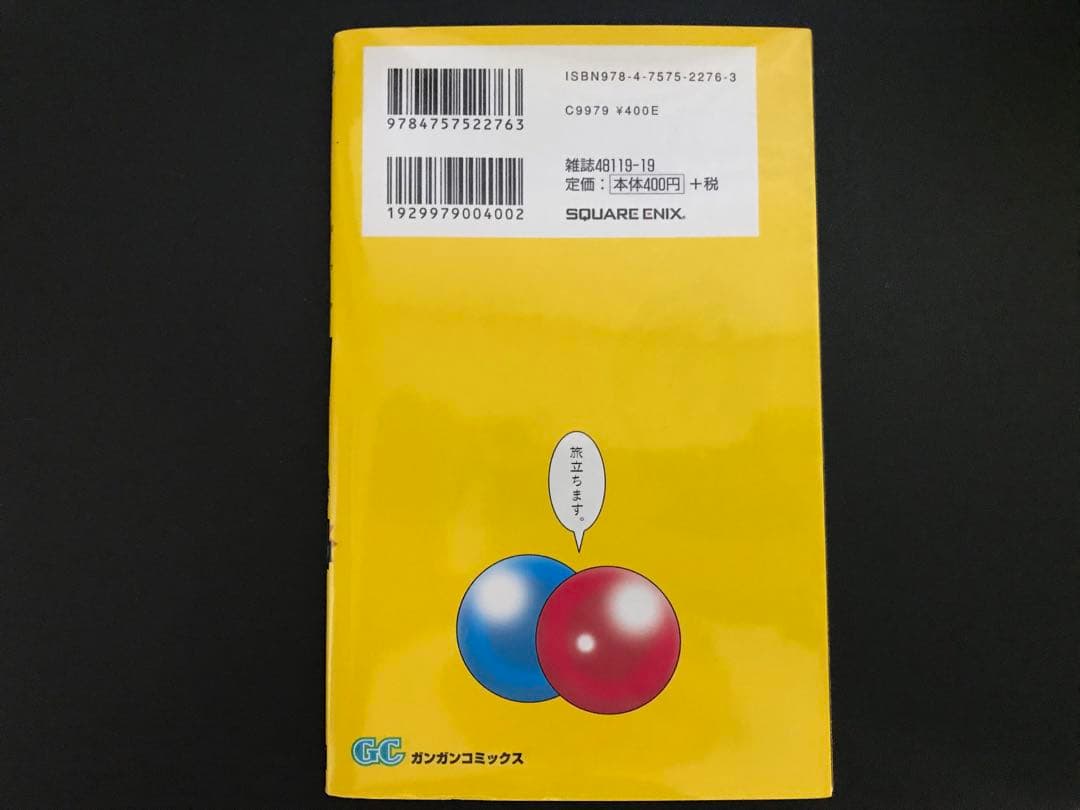 ISBN978-4-7575-2276-3
9784757522763
C9979 ¥400E
雑誌48119-19
定価：本体400円+税
1929979004002
SQUARE ENIX®
旅立ちます。
GC ガンガンコミックス